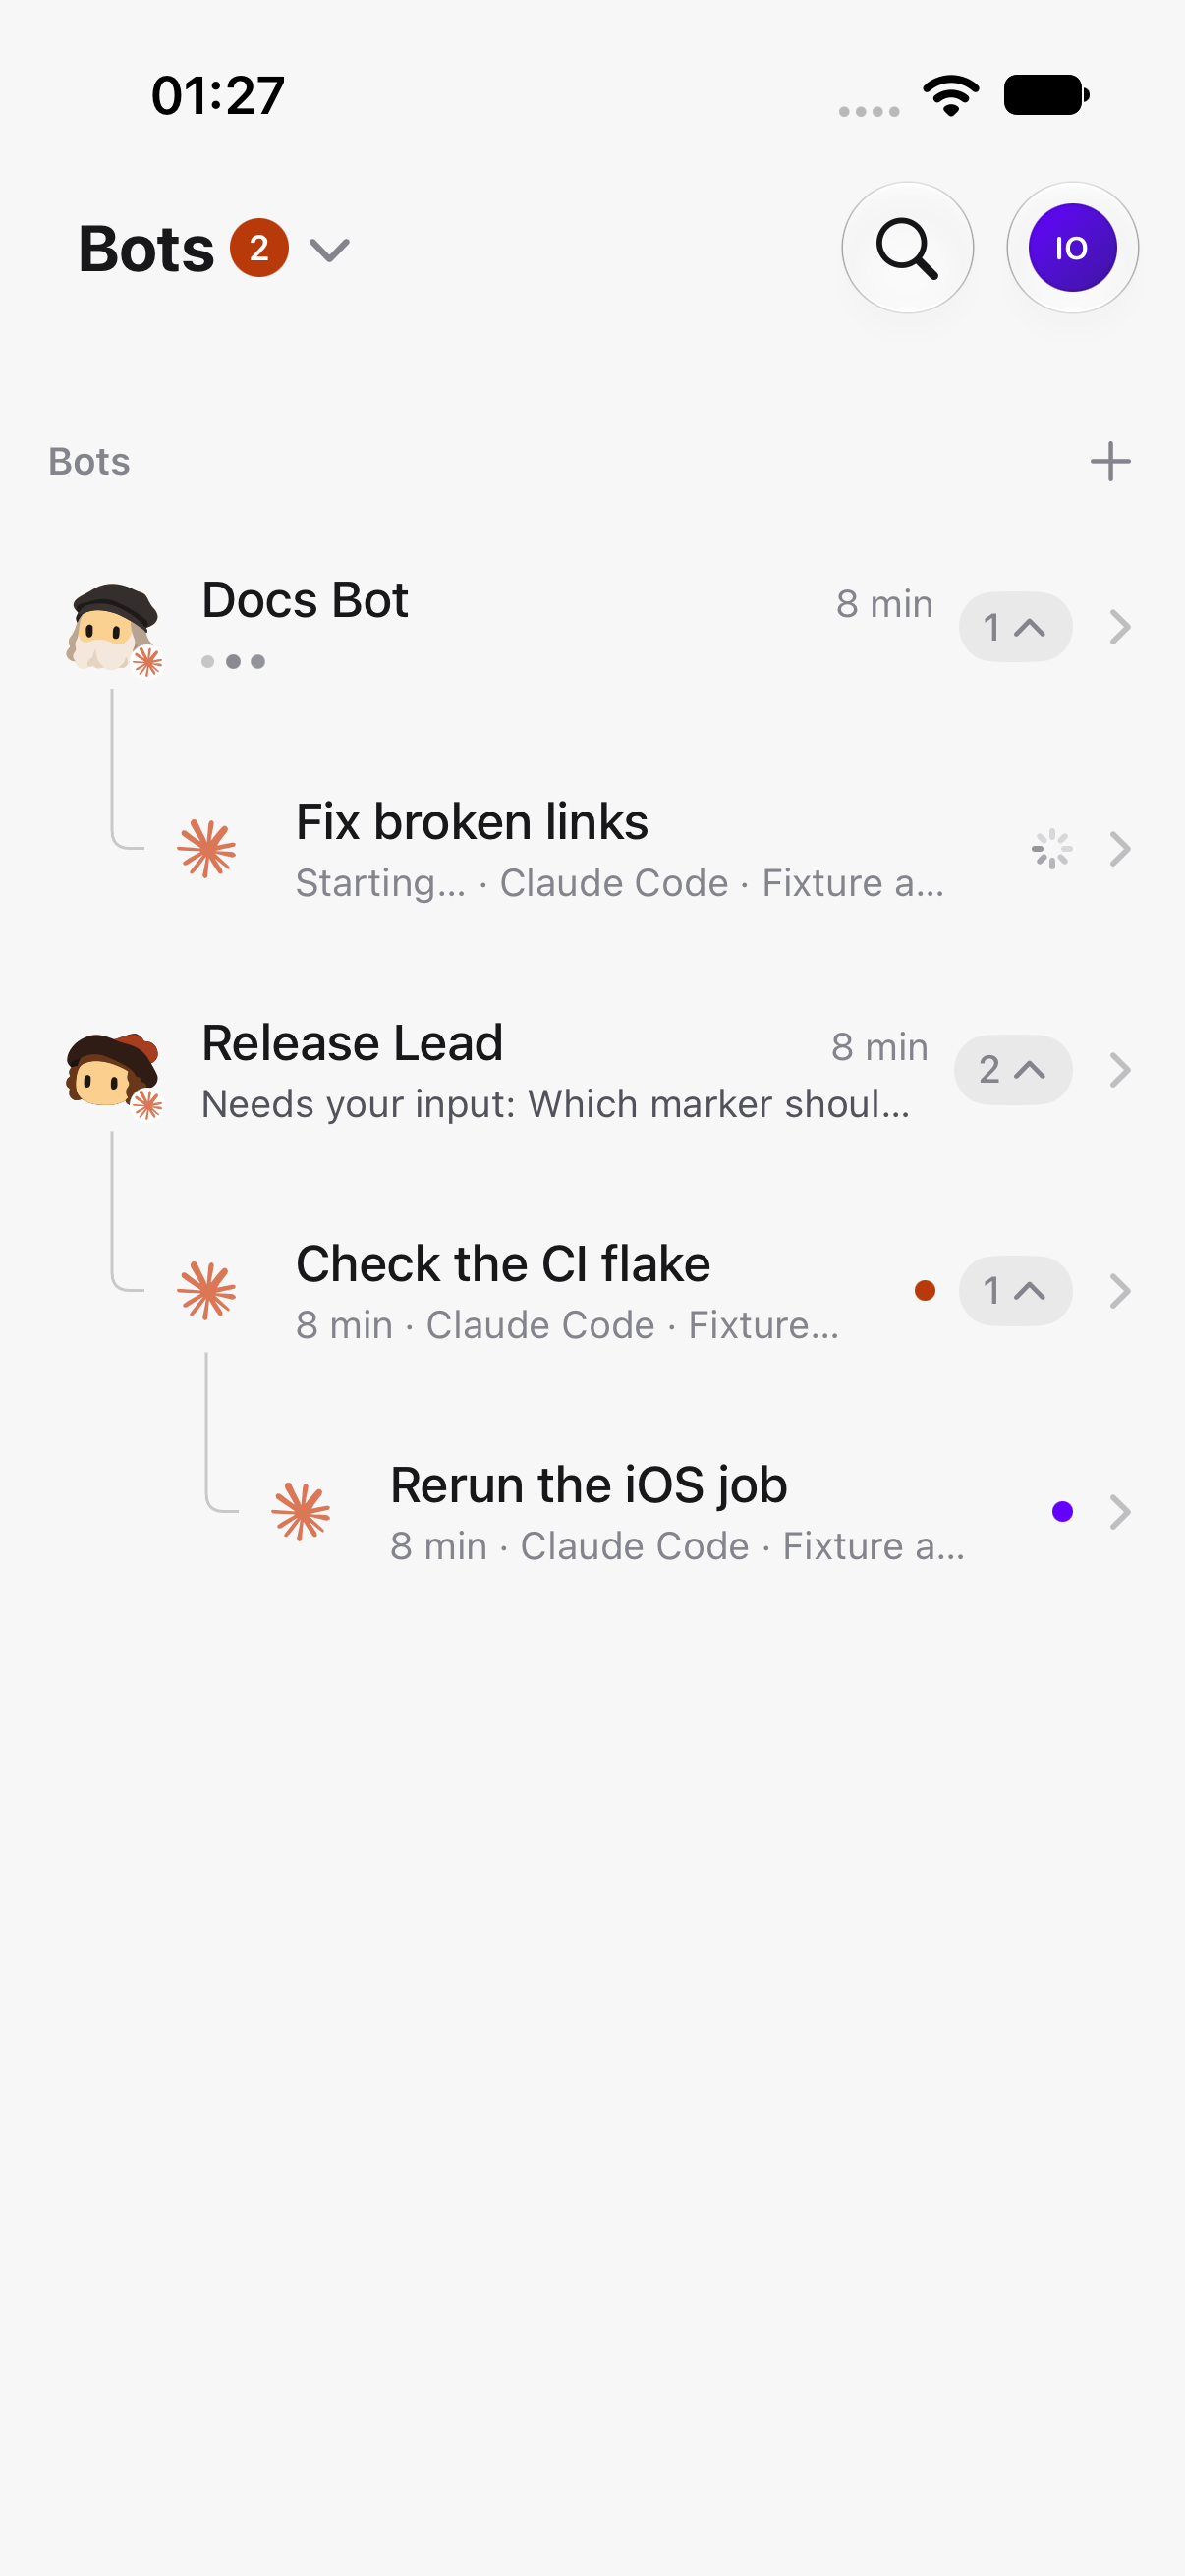 01:27
Bots 2
IO
Bots
Docs Bot 8 min 1
Fix broken links
Starting... · Claude Code · Fixture a...
Release Lead 8 min 2
Needs your input: Which marker shoul...
Check the CI flake 1
8 min · Claude Code · Fixture...
Rerun the iOS job
8 min · Claude Code · Fixture a...